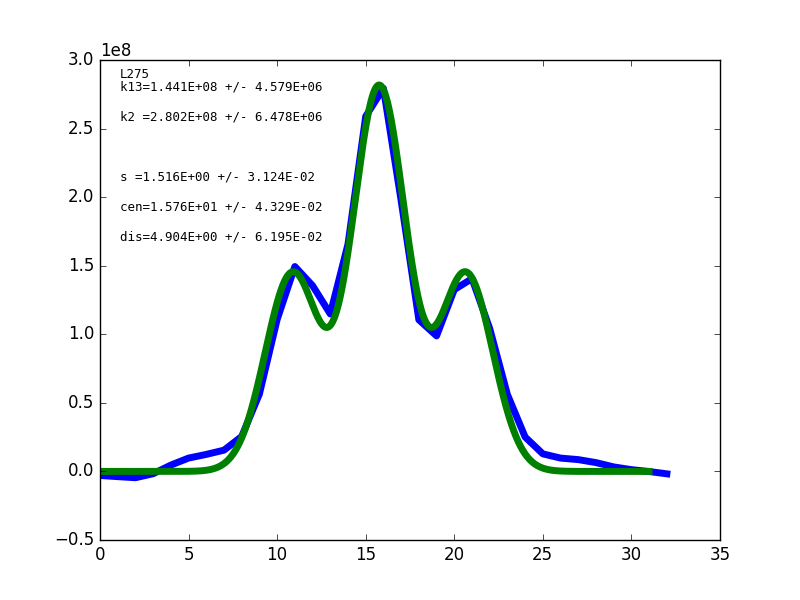 1e8
L275
k13=1.441E+08 +/- 4.579E+06
k2 =2.802E+08 +/- 6.478E+06
s =1.516E+00 +/- 3.124E-02
cen=1.576E+01 +/- 4.329E-02
dis=4.904E+00 +/- 6.195E-02
3.0
2.5
2.0
1.5
1.0
0.5
0.0
−0.5
0 5 10 15 20 25 30 35